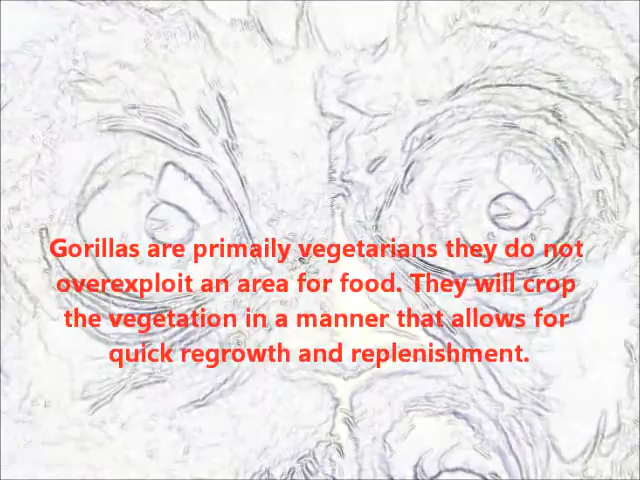 Gorillas are primaily vegetarians they do not
overexploit an area for food. They will crop
the vegetation in a manner that allows for
quick regrowth and replenishment.